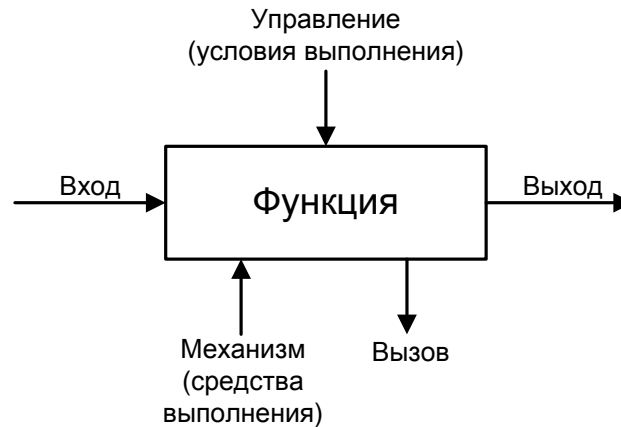 Управление
(условия выполнения)
Вход
Функция
Выход
Механизм
(средства
выполнения)
Вызов